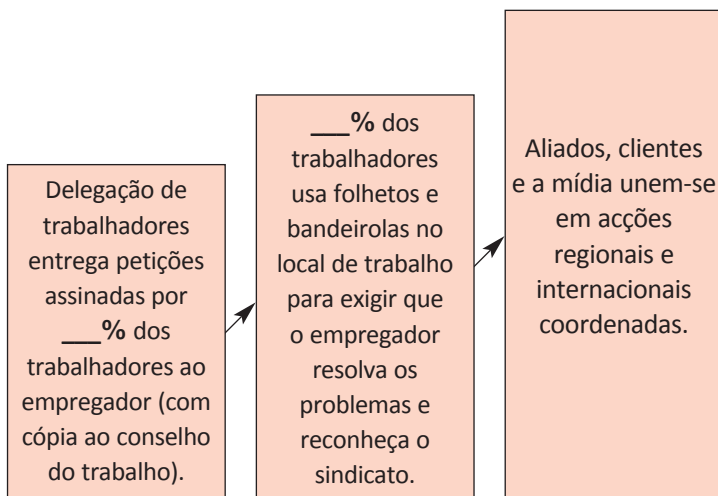 Delegação de
trabalhadores
entrega petições
assinadas por
___% dos
trabalhadores ao
empregador (com
cópia ao conselho
do trabalho).
___% dos
trabalhadores
usa folhetos e
bandeirolas no
local de trabalho
para exigir que
o empregador
resolva os
problemas e
reconheça o
sindicato.
Aliados, clientes
e a mídia unem-se
em acções
regionais e
internacionais
coordenadas.